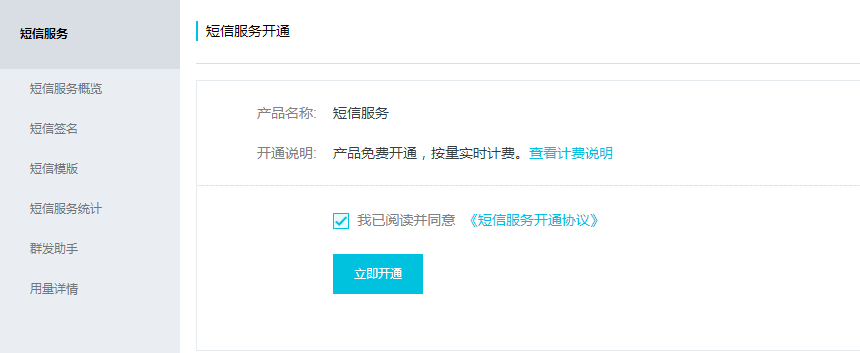 短信服务
短信服务概览
短信签名
短信模版
短信服务统计
群发助手
用量详情
短信服务开通
产品名称: 短信服务
开通说明: 产品免费开通，按量实时计费。查看计费说明
我已阅读并同意 《短信服务开通协议》
立即开通